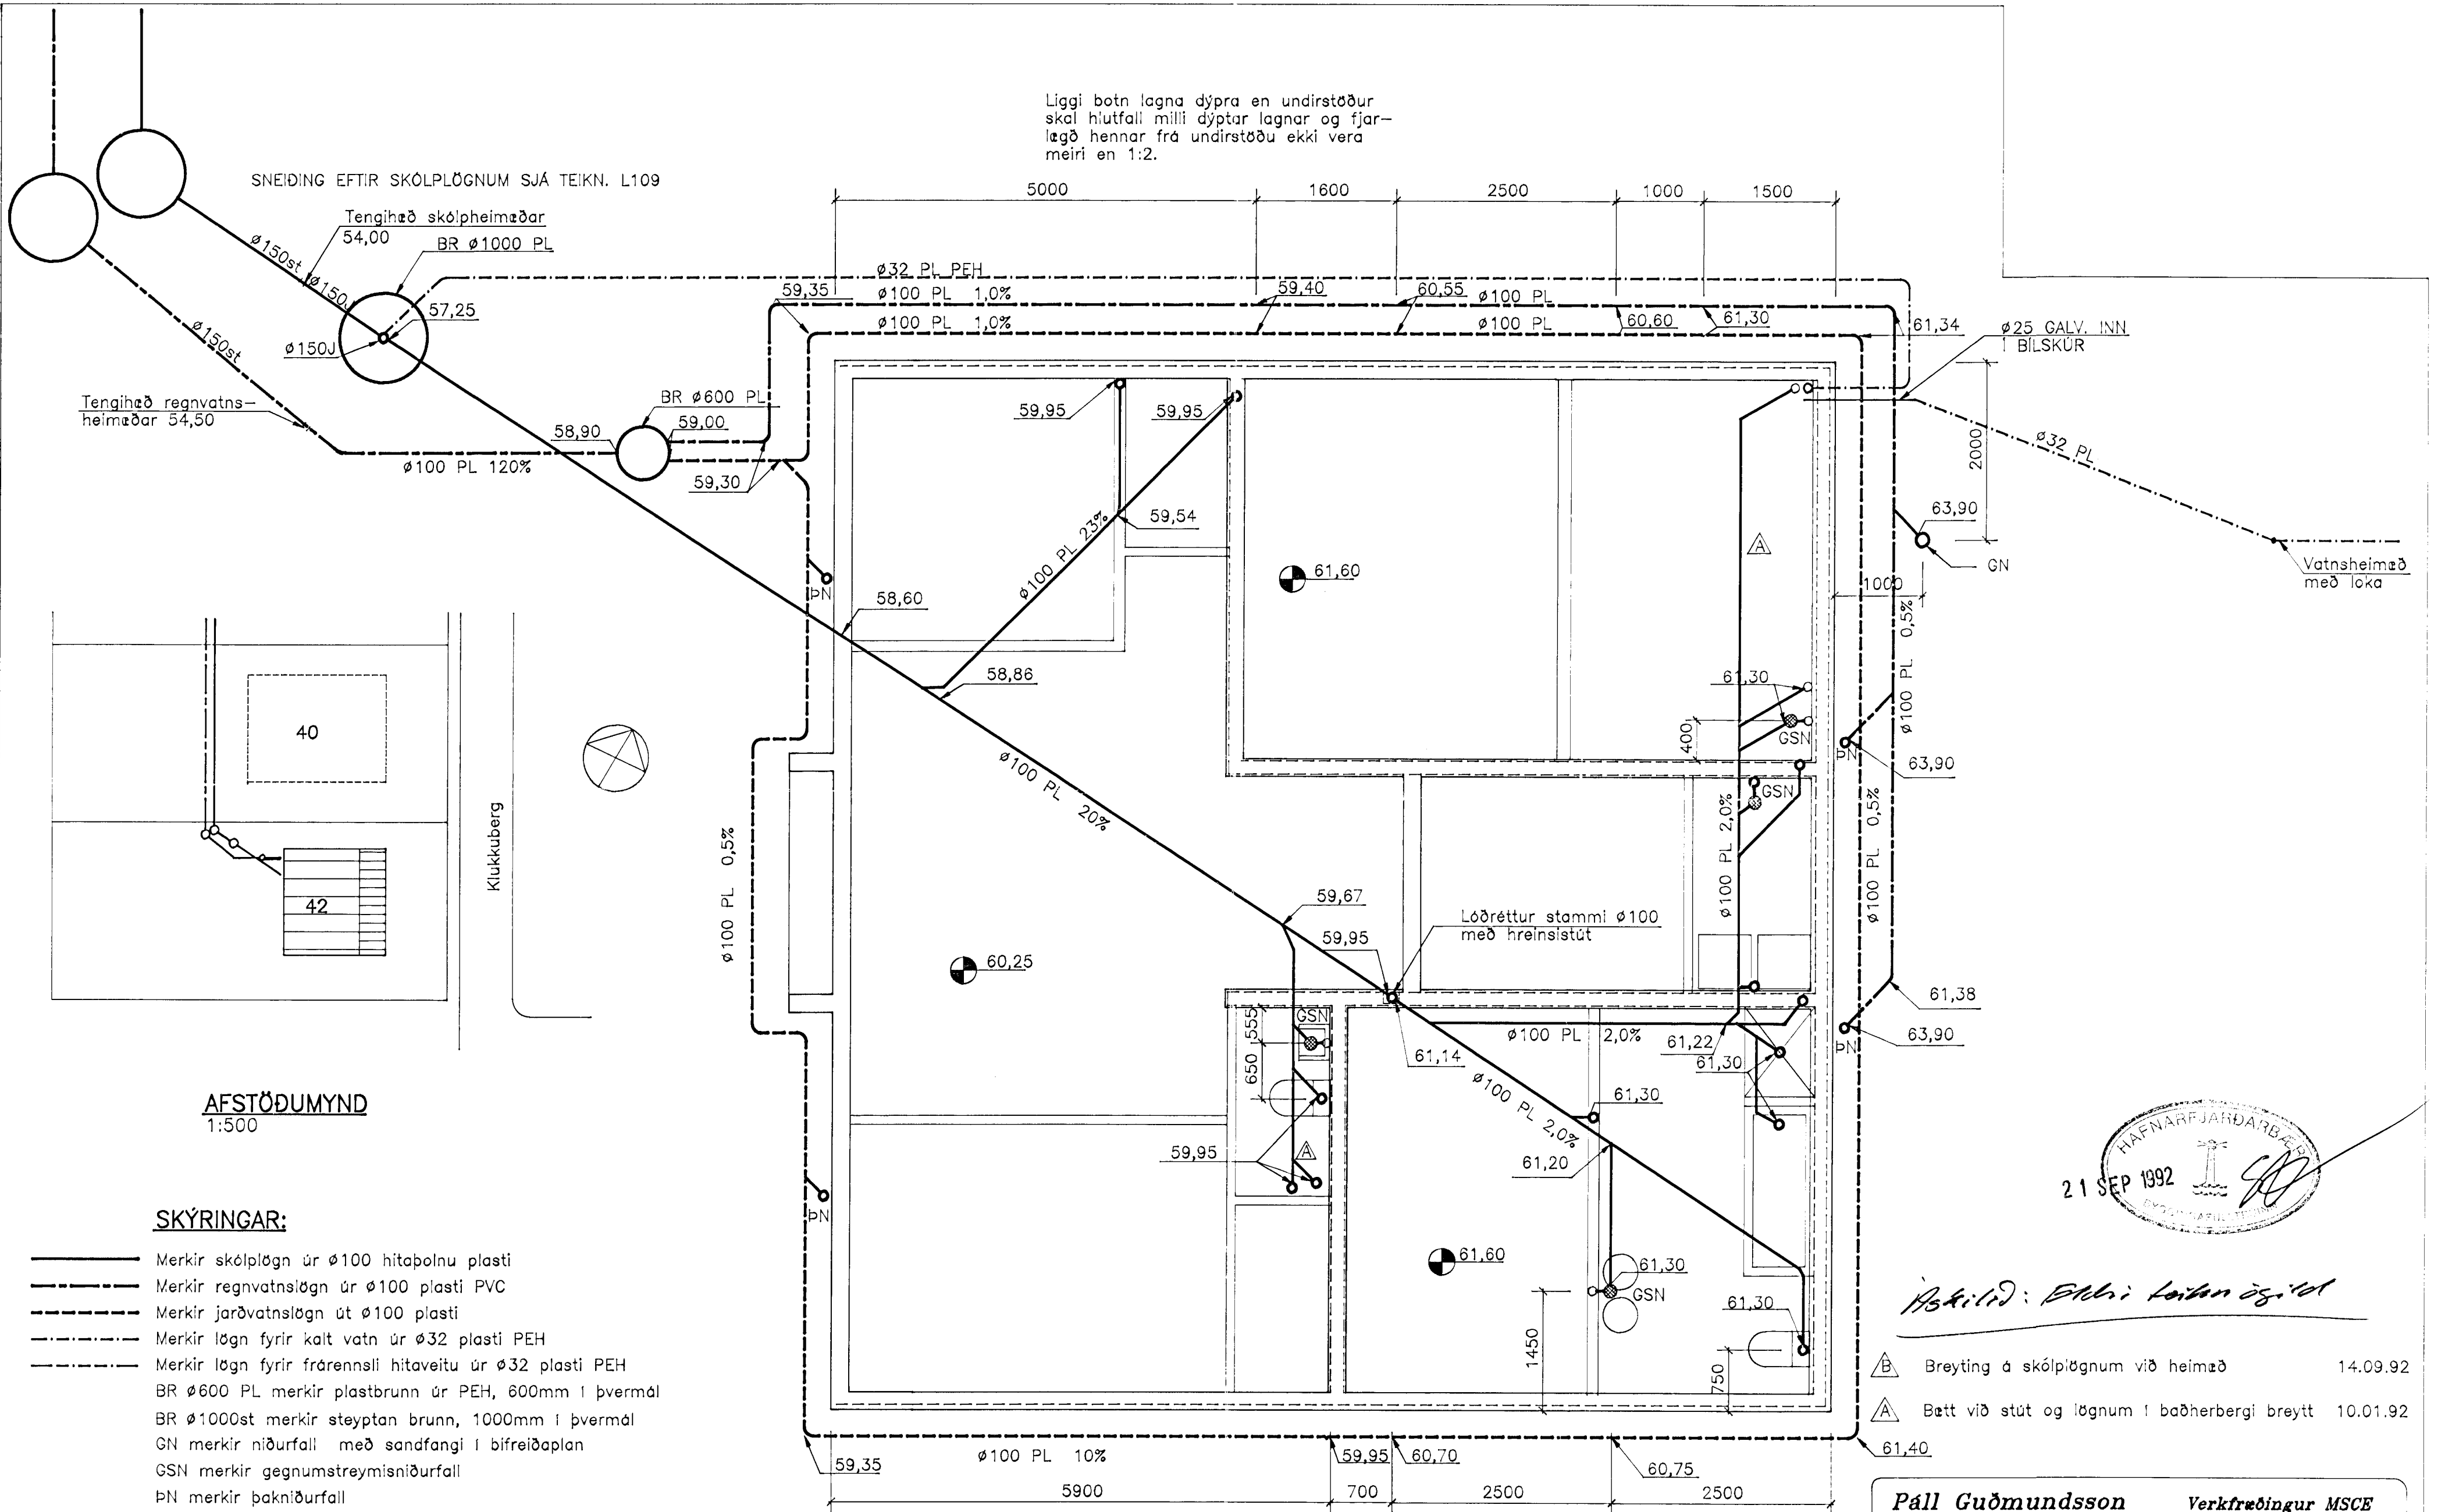 Liggi botn lagna dýpra en undirstöður
skal hlutfall milli dýptar lagnar og fjar-
lægð hennar frá undirstöðu ekki vera
meiri en 1:2.
SNEIÐING EFTIR SKÓLPLÖGNUM SJÁ TEIKN. L109
5000
1600
2500
1000
1500
Tengihæð skólpheimæðar
54,00
BR ø1000 PL
ø150st
ø150J
ø32 PL PEH
59,35
ø100 PL 1,0%
59,40
60,55
ø100 PL
57,25
ø100 PL 1,0%
ø100 PL
60,60
61,30
61,34
ø25 GALV. INN
Í BÍLSKÚR
ø150J
ø150st
Tengihæð regnvatns-
heimæðar 54,50
BR ø600 PL
58,90
59,00
59,95
59,95
ø100 PL 120%
59,30
2000
ø32 PL
59,54
63,90
ø100 PL 23%
A
GN
Vatnsheimæð
með loka
61,60
1000
ÞN
58,60
ø100 PL 0,5%
58,86
61,30
400
GSN
ÞN
63,90
40
Klukkuberg
ø100 PL 20%
GSN
ø100 PL 2,0%
ø100 PL 0,5%
ø100 PL 0,5%
42
59,67
Lóðréttur stammi ø100
með hreinsistút
59,95
60,25
61,38
GSN
555
650
ø100 PL 2,0%
61,22
61,14
61,30
ÞN
63,90
AFSTÖÐUMYND
1:500
ø100 PL 2,0%
61,30
59,95
A
61,20
HAFNARFJARÐARBÆR
21 SEP 1992
ÞN
SKÝRINGAR:
61,60
61,30
GSN
61,30
1450
750
Merkir skólplögn úr ø100 hitaþolnu plasti
Merkir regnvatnslögn úr ø100 plasti PVC
Merkir jarðvatnslögn út ø100 plasti
Merkir lögn fyrir kalt vatn úr ø32 plasti PEH
Merkir lögn fyrir frárennsli hitaveitu úr ø32 plasti PEH
BR ø600 PL merkir plastbrunn úr PEH, 600mm í þvermál
BR ø1000st merkir steyptan brunn, 1000mm í þvermál
GN merkir niðurfall með sandfangi í bifreiðaplan
GSN merkir gegnumstreymisniðurfall
ÞN merkir þakniðurfall
Áskilið: Eldri teikn ógild
B Breyting á skólplögnum við heimæð 14.09.92
A Bætt við stút og lögnum í baðherbergi breytt 10.01.92
59,35
ø100 PL 10%
59,95
60,70
60,75
61,40
5900
700
2500
2500
Páll Guðmundsson Verkfræðingur MSCE